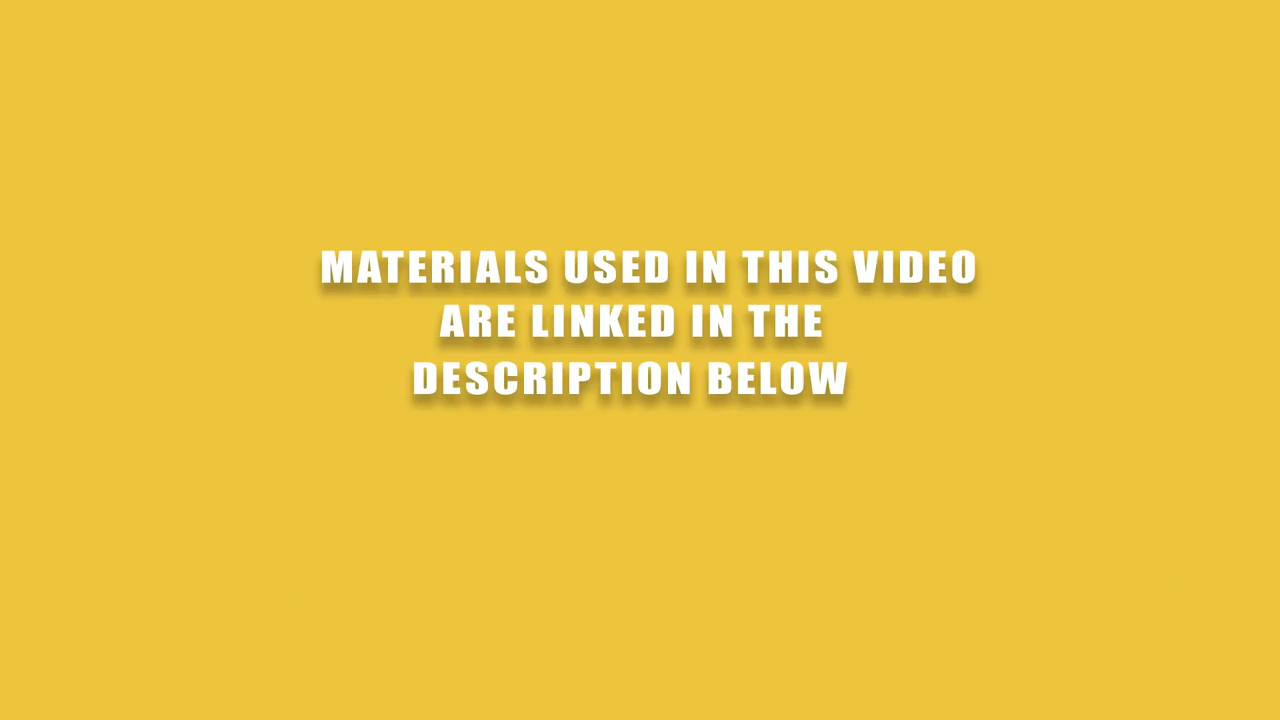 MATERIALS USED IN THIS VIDEO
ARE LINKED IN THE
DESCRIPTION BELOW